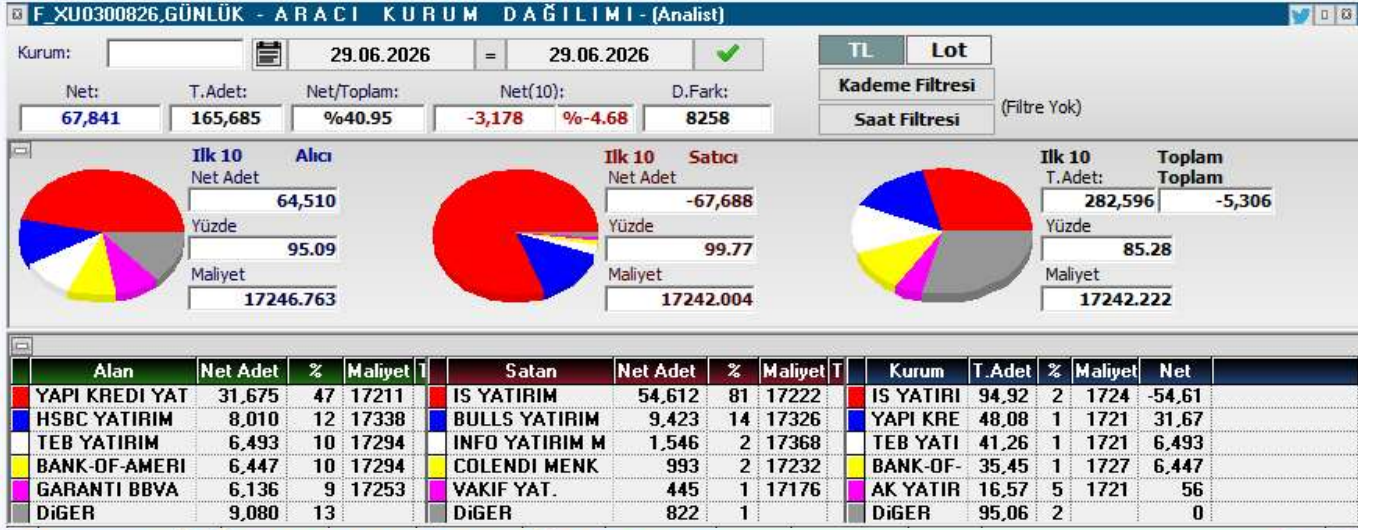 F_XU0300826,GÜNLÜK - ARACI KURUM DAĞILIMI - (Analist)
Kurum: 29.06.2026 = 29.06.2026 TL Lot
Kademe Filtresi
Net: T.Adet: Net/Toplam: Net(10): D.Fark:
67,841 165,685 %40.95 -3,178 %-4.68 8258 Saat Filtresi (Filtre Yok)
Ilk 10 Alıcı Ilk 10 Satıcı Ilk 10 Toplam
Net Adet Net Adet T.Adet: Toplam
64,510 -67,688 282,596 -5,306
Yüzde Yüzde Yüzde
95.09 99.77 85.28
Maliyet Maliyet Maliyet
17246.763 17242.004 17242.222
Alan Net Adet % Maliyet T Satan Net Adet % Maliyet T Kurum T.Adet % Maliyet Net
YAPI KREDI YAT 31,675 47 17211 IS YATIRIM 54,612 81 17222 IS YATIRI 94,92 2 1724 -54,61
HSBC YATIRIM 8,010 12 17338 BULLS YATIRIM 9,423 14 17326 YAPI KRE 48,08 1 1721 31,67
TEB YATIRIM 6,493 10 17294 INFO YATIRIM M 1,546 2 17368 TEB YATI 41,26 1 1721 6,493
BANK-OF-AMERI 6,447 10 17294 COLENDI MENK 993 2 17232 BANK-OF- 35,45 1 1727 6,447
GARANTI BBVA 6,136 9 17253 VAKIF YAT. 445 1 17176 AK YATIR 16,57 5 1721 56
DiGER 9,080 13 DiGER 822 1 DiGER 95,06 2 0